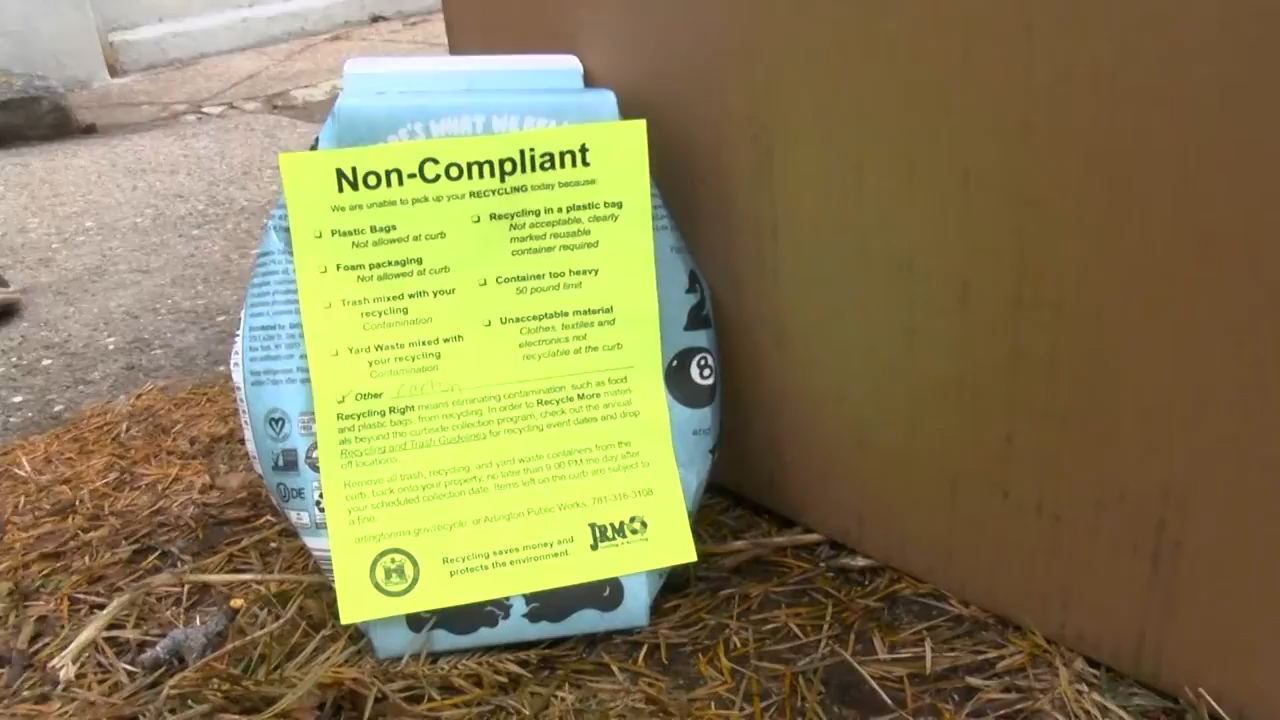 HERE'S WHAT WE REALLY
Non-Compliant
We are unable to pick up your RECYCLING today because:
Plastic Bags
Not allowed at curb
Foam packaging
Not allowed at curb
Trash mixed with your
recycling
Contamination
Yard Waste mixed with
your recycling
Contamination
Recycling in a plastic bag
Not acceptable, clearly
marked reusable
container required
Container too heavy
50 pound limit
Unacceptable material
Clothes, textiles and
electronics not
recyclable at the curb
Other carton
Recycling Right means eliminating contamination, such as food
and plastic bags, from recycling. In order to Recycle More materi-
als beyond the curbside collection program, check out the annual
Recycling and Trash Guidelines for recycling event dates and drop
off locations.
Remove all trash, recycling, and yard waste containers from the
curb, back onto your property, no later than 9:00 PM the day after
your scheduled collection date. Items left on the curb are subject to
a fine.
arlingtonma.gov/recycle or Arlington Public Works, 781-316-3108
Recycling saves money and
protects the environment.
JRM
8
and
DE